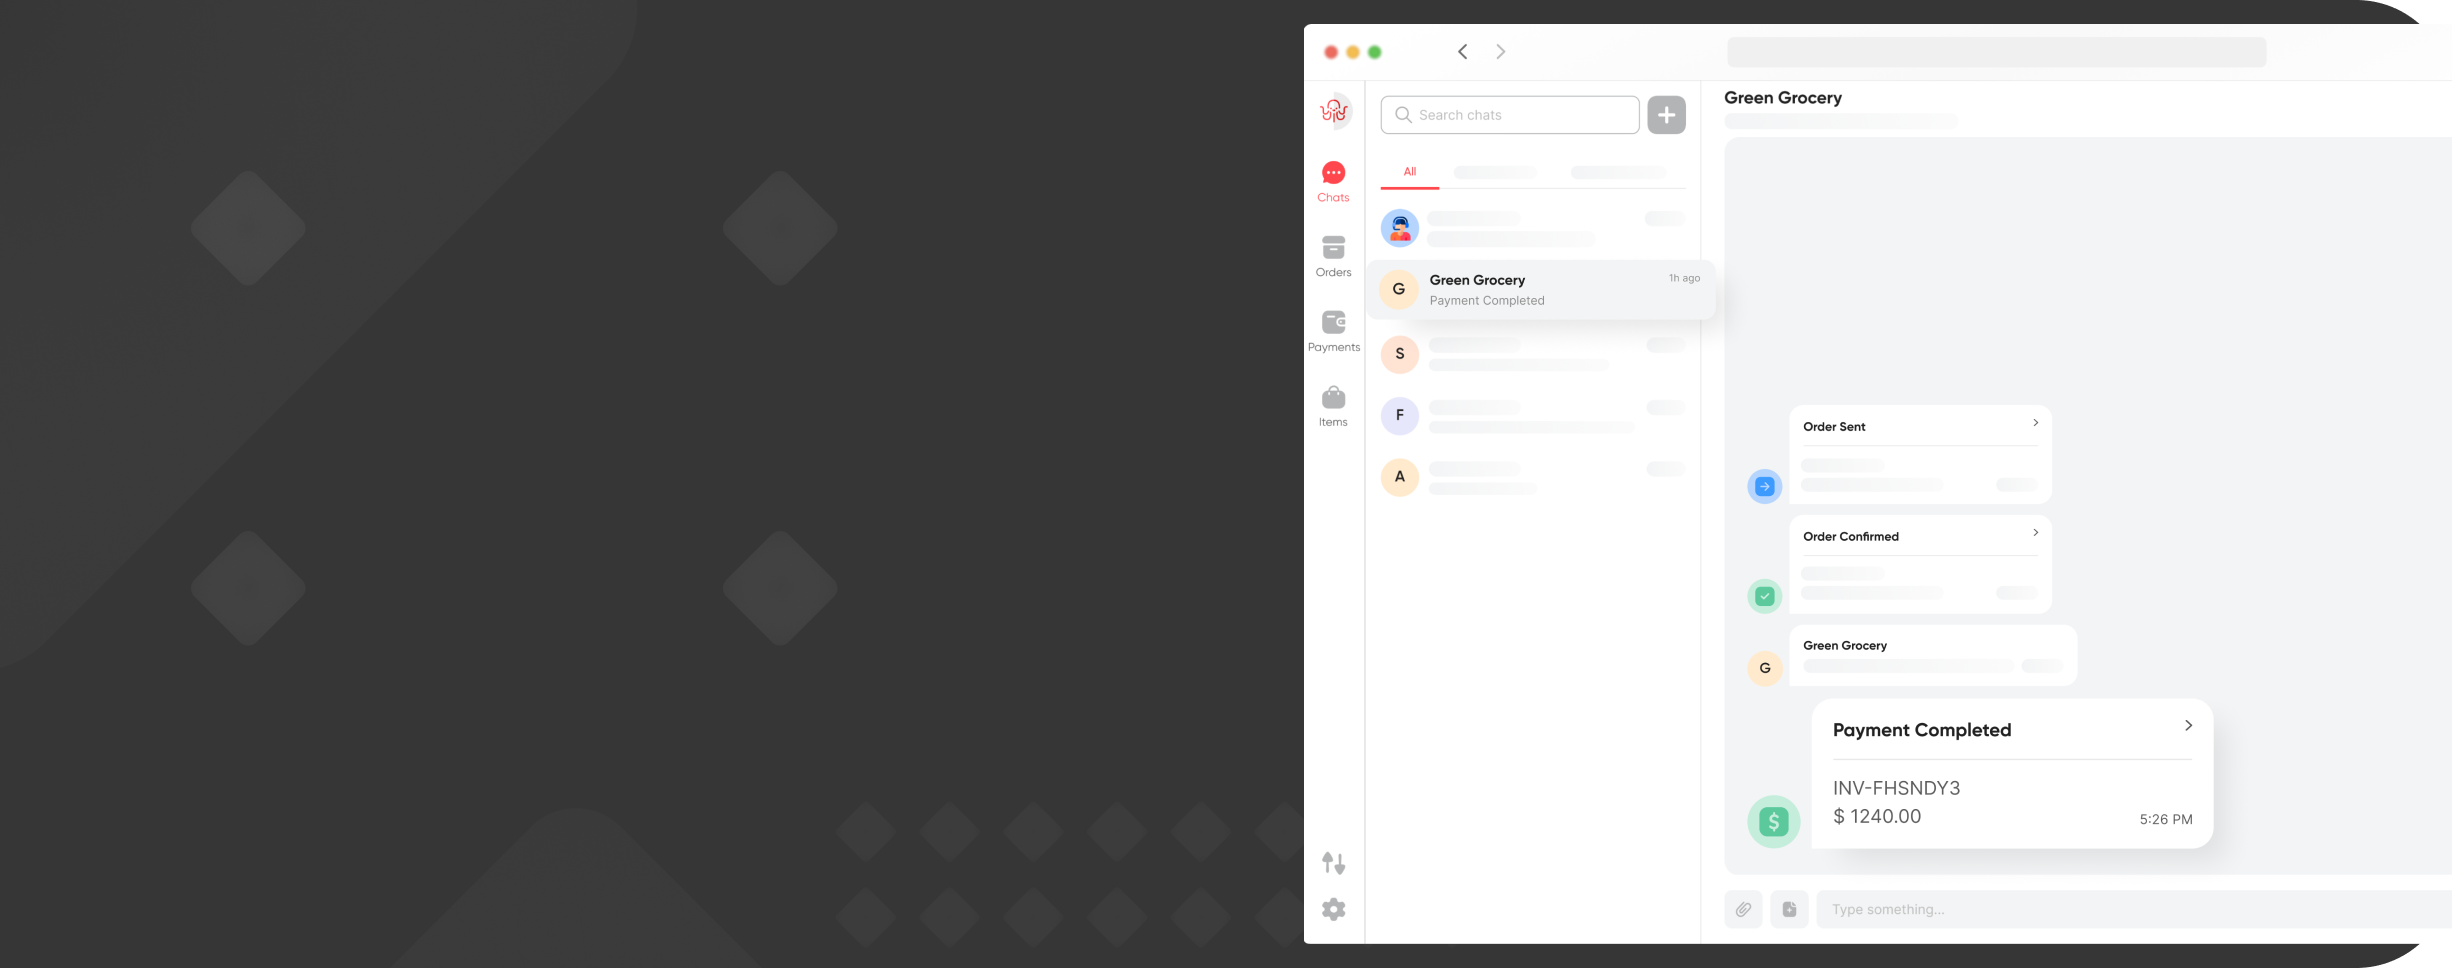 Chats
Orders
Payments
Items
Search chats
All
Green Grocery
1h ago
Payment Completed
G
S
F
A
Green Grocery
Order Sent
Order Confirmed
Green Grocery
G
Payment Completed
INV-FHSNDY3
$ 1240.00
5:26 PM
$
Type something...